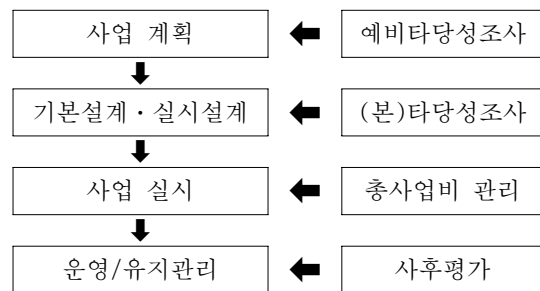 사업 계획
예비타당성조사
기본설계·실시설계
(본)타당성조사
사업 실시
총사업비 관리
운영/유지관리
사후평가